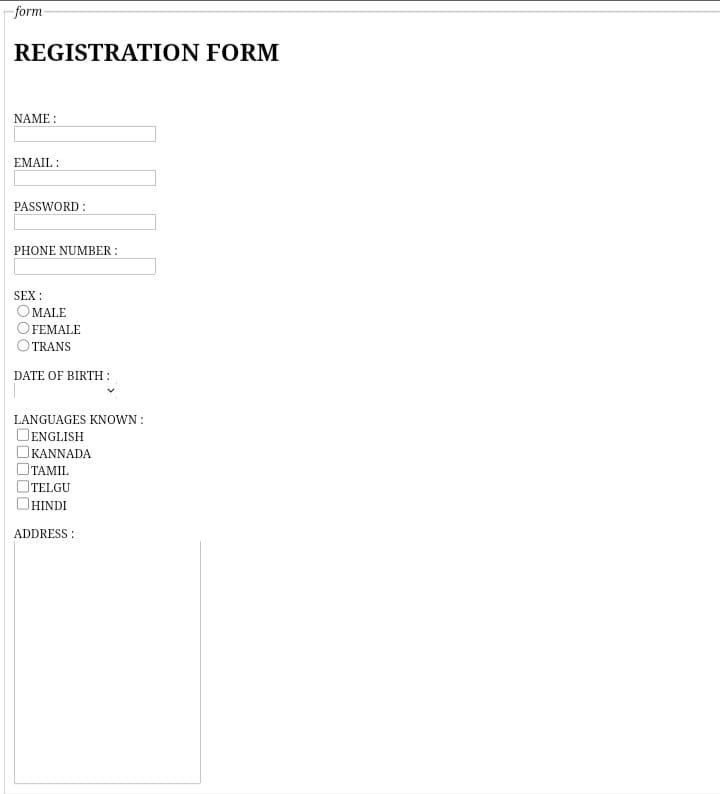 form
REGISTRATION FORM
NAME :
EMAIL :
PASSWORD :
PHONE NUMBER :
SEX :
MALE
FEMALE
TRANS
DATE OF BIRTH :
LANGUAGES KNOWN :
ENGLISH
KANNADA
TAMIL
TELGU
HINDI
ADDRESS :